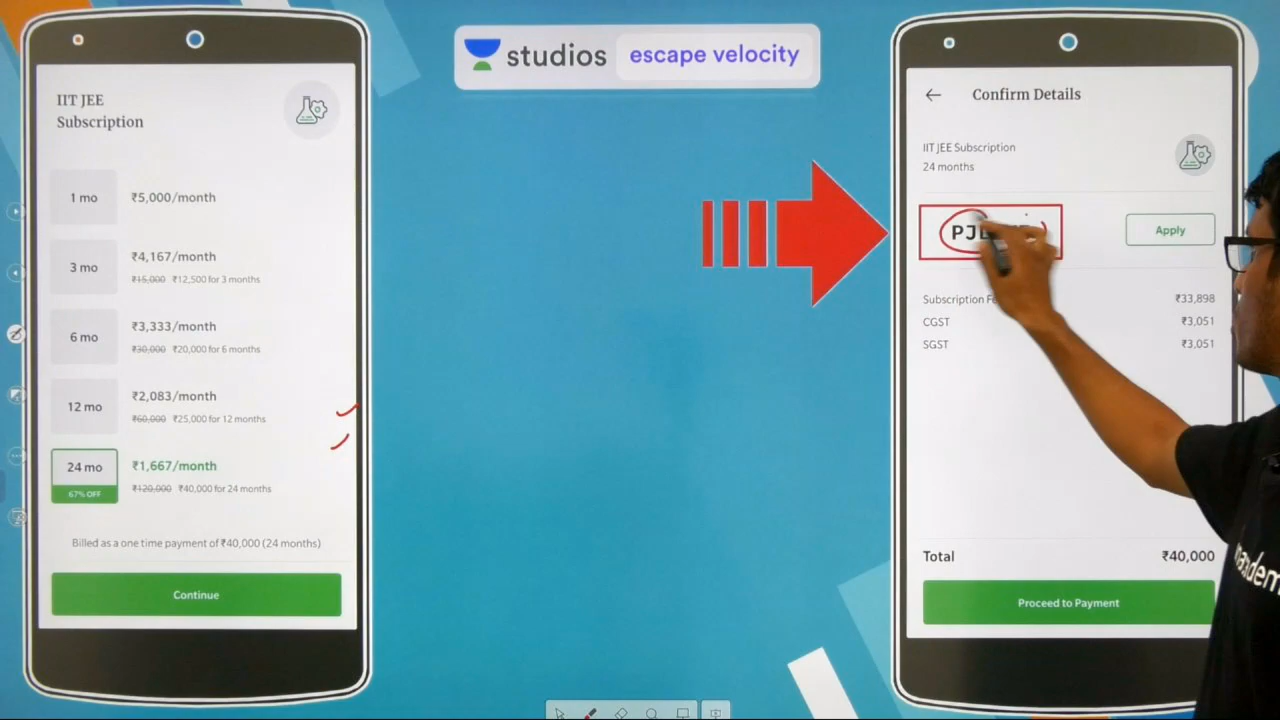 studios escape velocity
IIT JEE
Subscription
1 mo ₹5,000/month
3 mo ₹4,167/month
₹15,000 ₹12,500 for 3 months
6 mo ₹3,333/month
₹30,000 ₹20,000 for 6 months
12 mo ₹2,083/month
₹60,000 ₹25,000 for 12 months
24 mo ₹1,667/month
67% OFF ₹120,000 ₹40,000 for 24 months
Billed as a one time payment of ₹40,000 (24 months)
Continue
Confirm Details
IIT JEE Subscription
24 months
Apply
Subscription ₹33,898
CGST ₹3,051
SGST ₹3,051
Total ₹40,000
Proceed to Payment